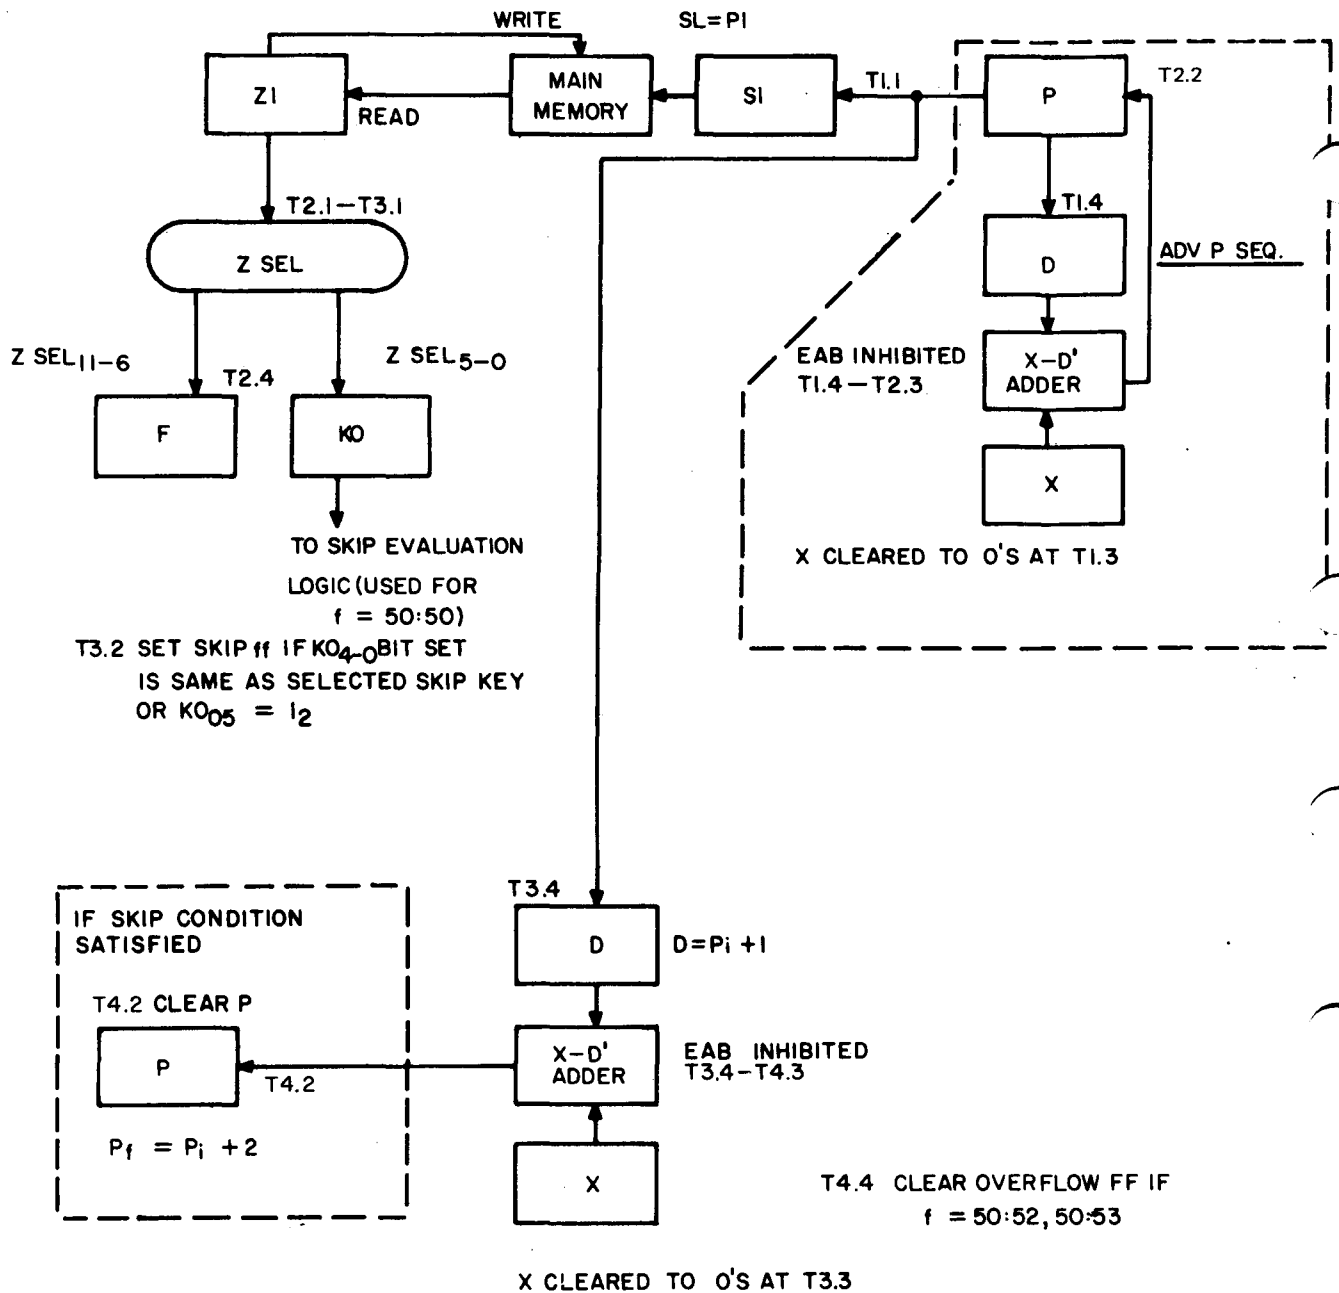 WRITE
SL=PI
ZI
MAIN
MEMORY
SI
T1.1
P
T2.2
READ
T2.1-T3.1
T1.4
Z SEL
D
ADV P SEQ.
Z SEL11-6
Z SEL5-0
EAB INHIBITED
T1.4-T2.3
X-D'
ADDER
T2.4
F
KO
X
TO SKIP EVALUATION
LOGIC (USED FOR
f = 50:50)
X CLEARED TO O'S AT T1.3
T3.2 SET SKIP ff IF KO4-0 BIT SET
IS SAME AS SELECTED SKIP KEY
OR KO05 = 12
T3.4
IF SKIP CONDITION
SATISFIED
D
D=Pi +1
T4.2 CLEAR P
P
T4.2
X-D'
ADDER
EAB INHIBITED
T3.4-T4.3
Pf = Pi +2
X
T4.4 CLEAR OVERFLOW FF IF
f = 50:52, 50:53
X CLEARED TO O'S AT T3.3